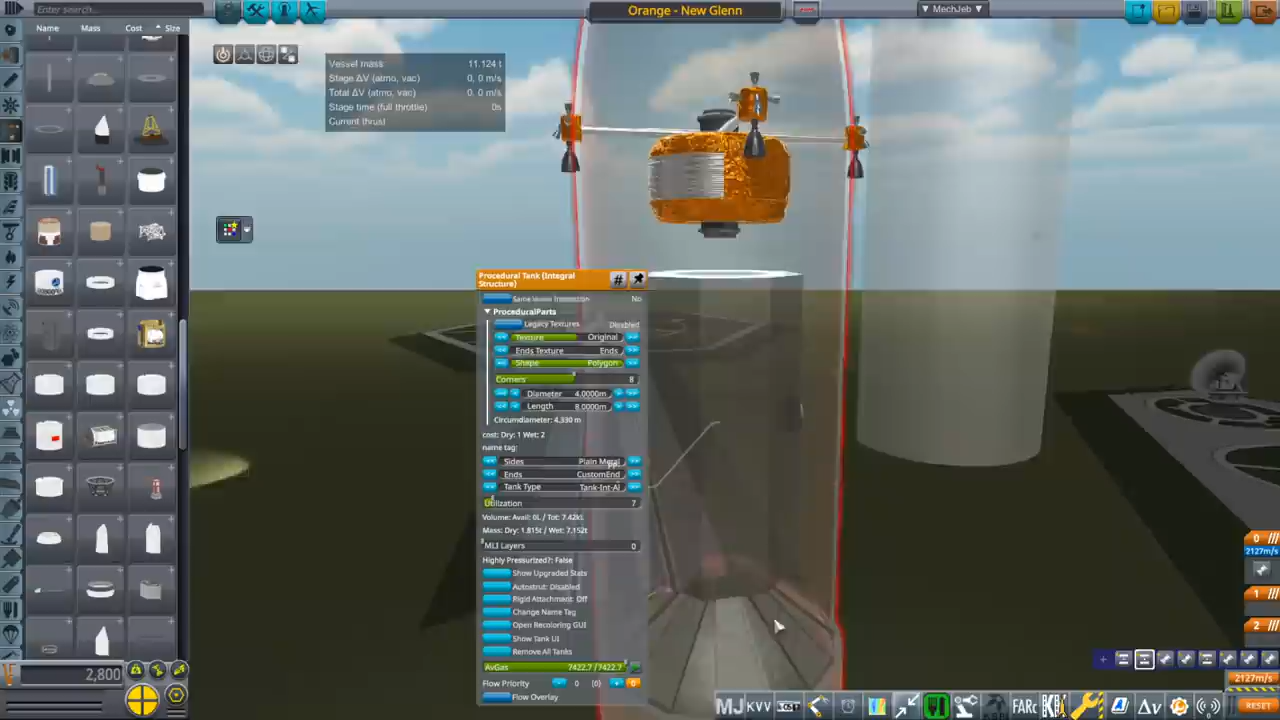 Enter search...
Orange - New Glenn
▼ MechJeb ▼
Name Mass Cost Size
Vessel mass: 11.124 t
Stage ΔV (atmo, vac) 0, 0 m/s
Total ΔV (atmo, vac) 0, 0 m/s
Stage time (full throttle) 0s
Current thrust
Procedural Tank (Integral
Structure)
#
No
ProceduralParts
Legacy Textures Disabled
Texture Original
Ends Texture Ends
Shape Polygon
Corners 8
Diameter 4.0000m
Length 8.0000m
Circumdiameter: 4.330 m
cost: Dry: 1 Wet: 2
name tag:
Sides Plain Metal
Ends CustomEnd
Tank Type Tank-Int-Al
Utilization 7
Volume: Avail: 0L / Tot: 7.42kL
Mass: Dry: 1.815t / Wet: 7.152t
MLI Layers 0
Highly Pressurized?: False
Show Upgraded Stats
Autostrut: Disabled
Rigid Attachment: Off
Change Name Tag
Open Recoloring GUI
Show Tank UI
Remove All Tanks
AvGas 7422.7 /7422.7
Flow Priority - 0 (0) + 0
Flow Overlay
0
2127m/s
1
2
2127m/s
2,800
MJ KVV FARc Δv RESET